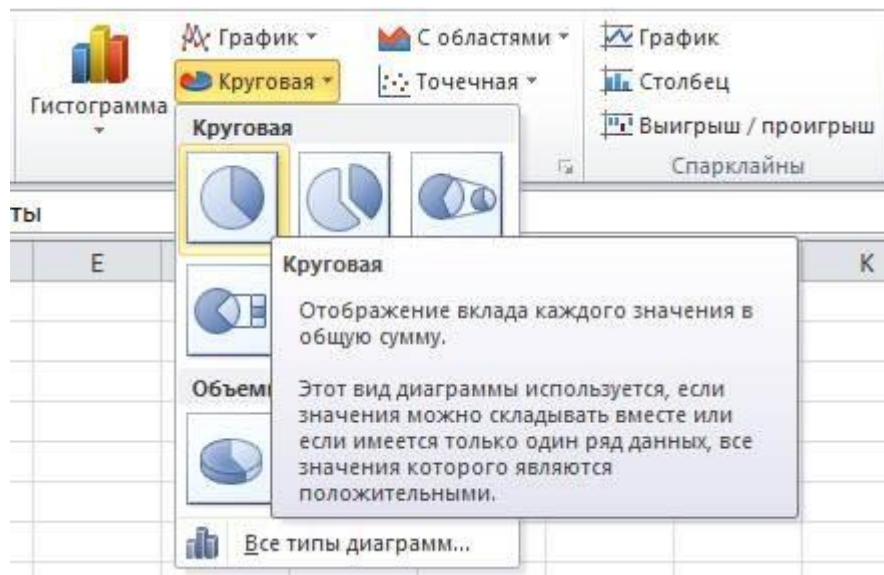 График
С областями
График
Круговая
Точечная
Столбец
Гистограмма
Выигрыш / проигрыш
Круговая
Спарклайны
ты
E
K
Круговая
Отображение вклада каждого значения в
общую сумму.
Этот вид диаграммы используется, если
значения можно складывать вместе или
если имеется только один ряд данных, все
значения которого являются
положительными.
Объем
Все типы диаграмм...